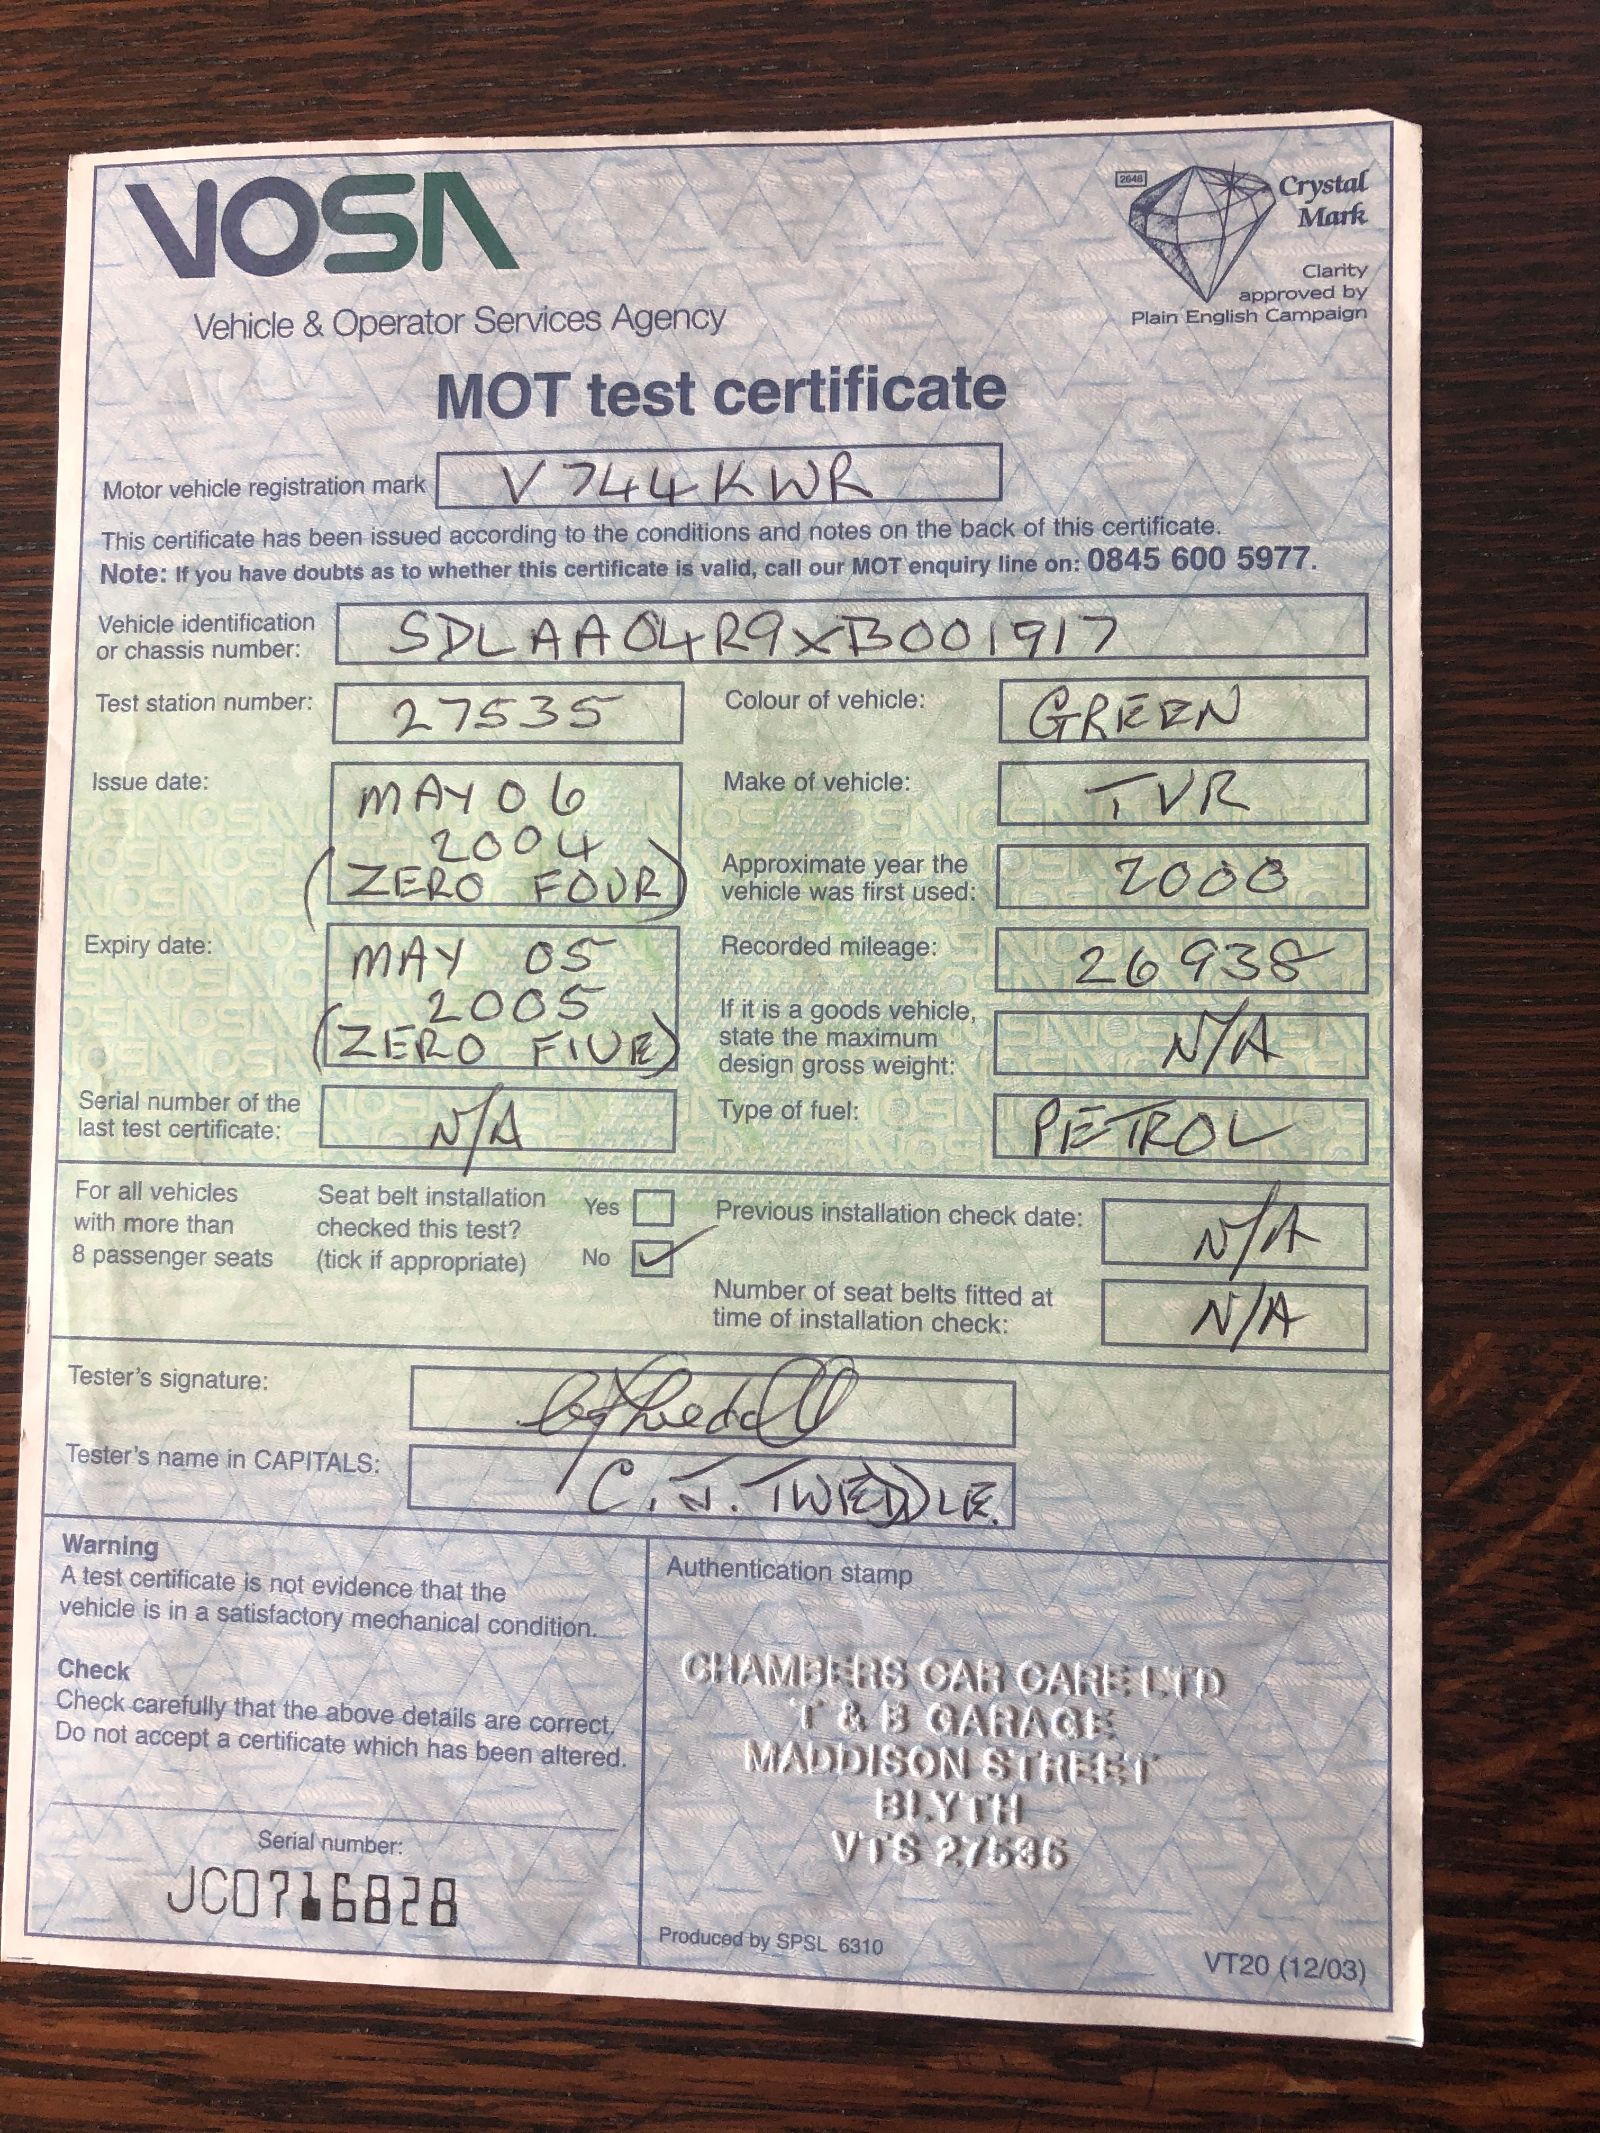 VOSA
Vehicle & Operator Services Agency
2648
Crystal
Mark
Clarity
approved by
Plain English Campaign
MOT test certificate
Motor vehicle registration mark V744KWR
This certificate has been issued according to the conditions and notes on the back of this certificate.
Note: If you have doubts as to whether this certificate is valid, call our MOT enquiry line on: 0845 600 5977.
Vehicle identification
or chassis number: SDLAA04R9XB001917
Test station number: 27535
Colour of vehicle: GREEN
Issue date: MAY 06
2004
(ZERO FOUR)
Make of vehicle: TVR
Approximate year the
vehicle was first used: 2000
Expiry date: MAY 05
2005
(ZERO FIVE)
Recorded mileage: 26938
If it is a goods vehicle,
state the maximum
design gross weight: N/A
Serial number of the
last test certificate: N/A
Type of fuel: PETROL
For all vehicles
with more than
8 passenger seats
Seat belt installation
checked this test?
(tick if appropriate)
Yes
No
Previous installation check date: N/A
Number of seat belts fitted at
time of installation check: N/A
Tester's signature:
Tester's name in CAPITALS: C.J. TWEDDLE.
Warning
A test certificate is not evidence that the
vehicle is in a satisfactory mechanical condition.
Check
Check carefully that the above details are correct.
Do not accept a certificate which has been altered.
Serial number:
JC0716828
Authentication stamp
CHAMBERS CAR CARE LTD
T & B GARAGE
MADDISON STREET
BLYTH
VTS 27535
Produced by SPSL 6310
VT20 (12/03)